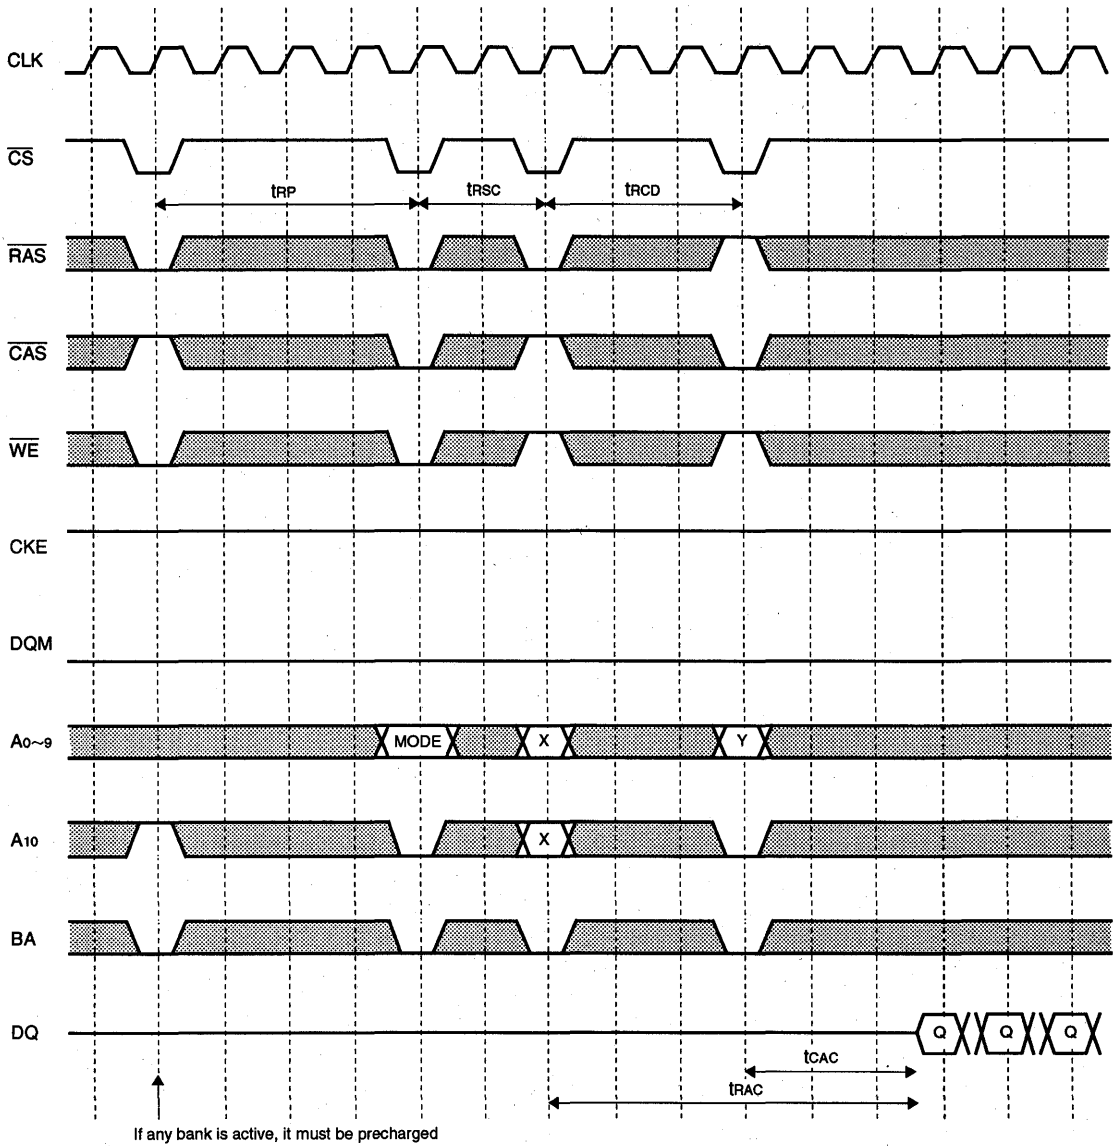 CLK
CS
tRP
tRSC
tRCD
RAS
CAS
WE
CKE
DQM
A0~9
MODE
X
Y
A10
X
BA
DQ
Q
Q
Q
tCAC
tRAC
If any bank is active, it must be precharged